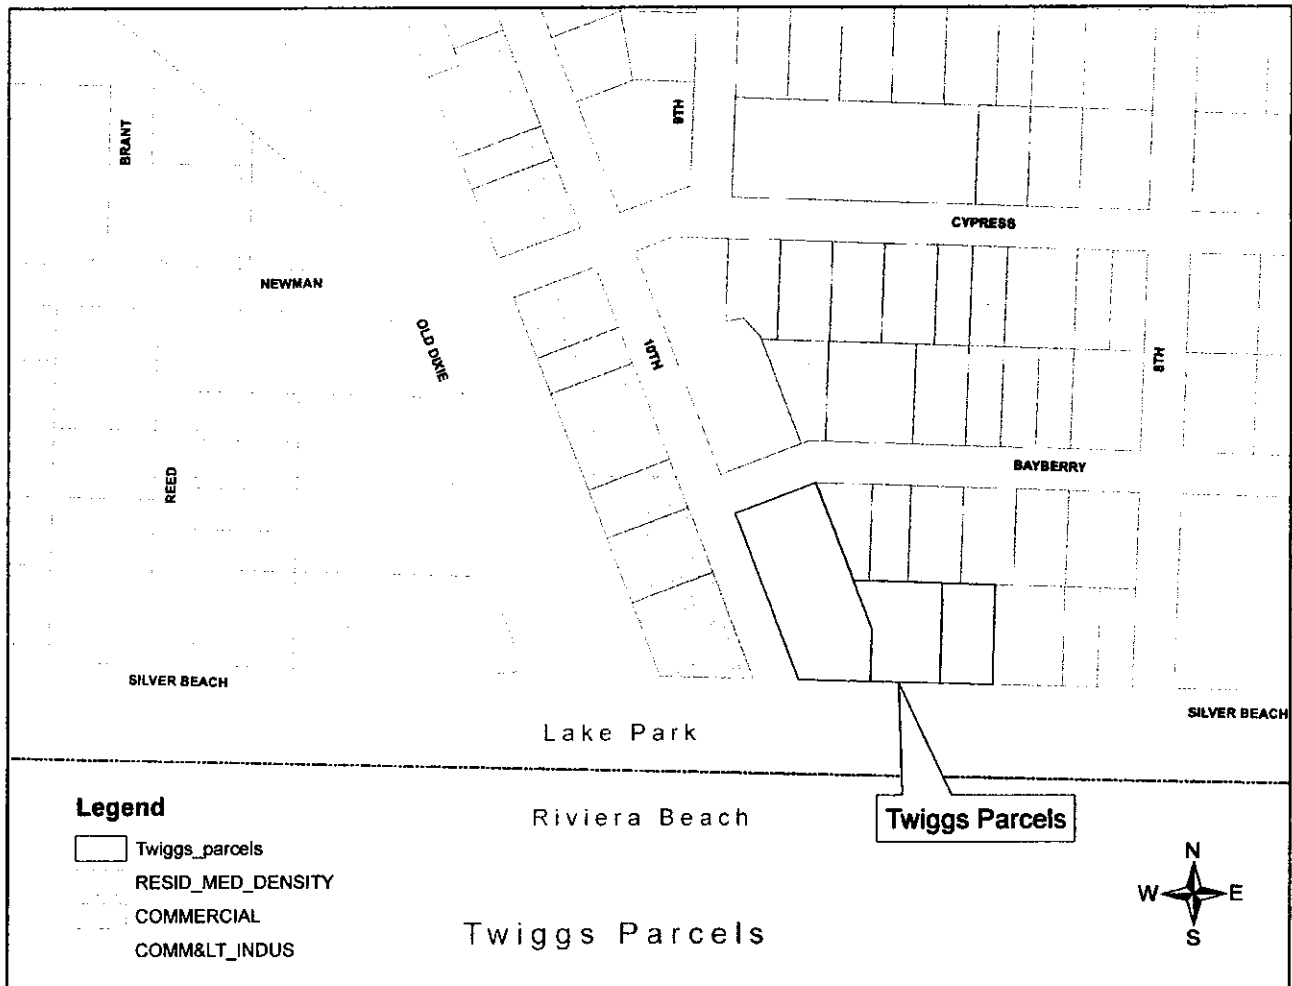 BRANT
9TH
CYPRESS
NEWMAN
OLD DIXIE
10TH
8TH
BAYBERRY
REED
SILVER BEACH
SILVER BEACH
Lake Park
Riviera Beach
Twiggs Parcels
Legend
Twiggs_parcels
RESID_MED_DENSITY
COMMERCIAL
COMM&LT_INDUS
Twiggs Parcels
N
W E
S